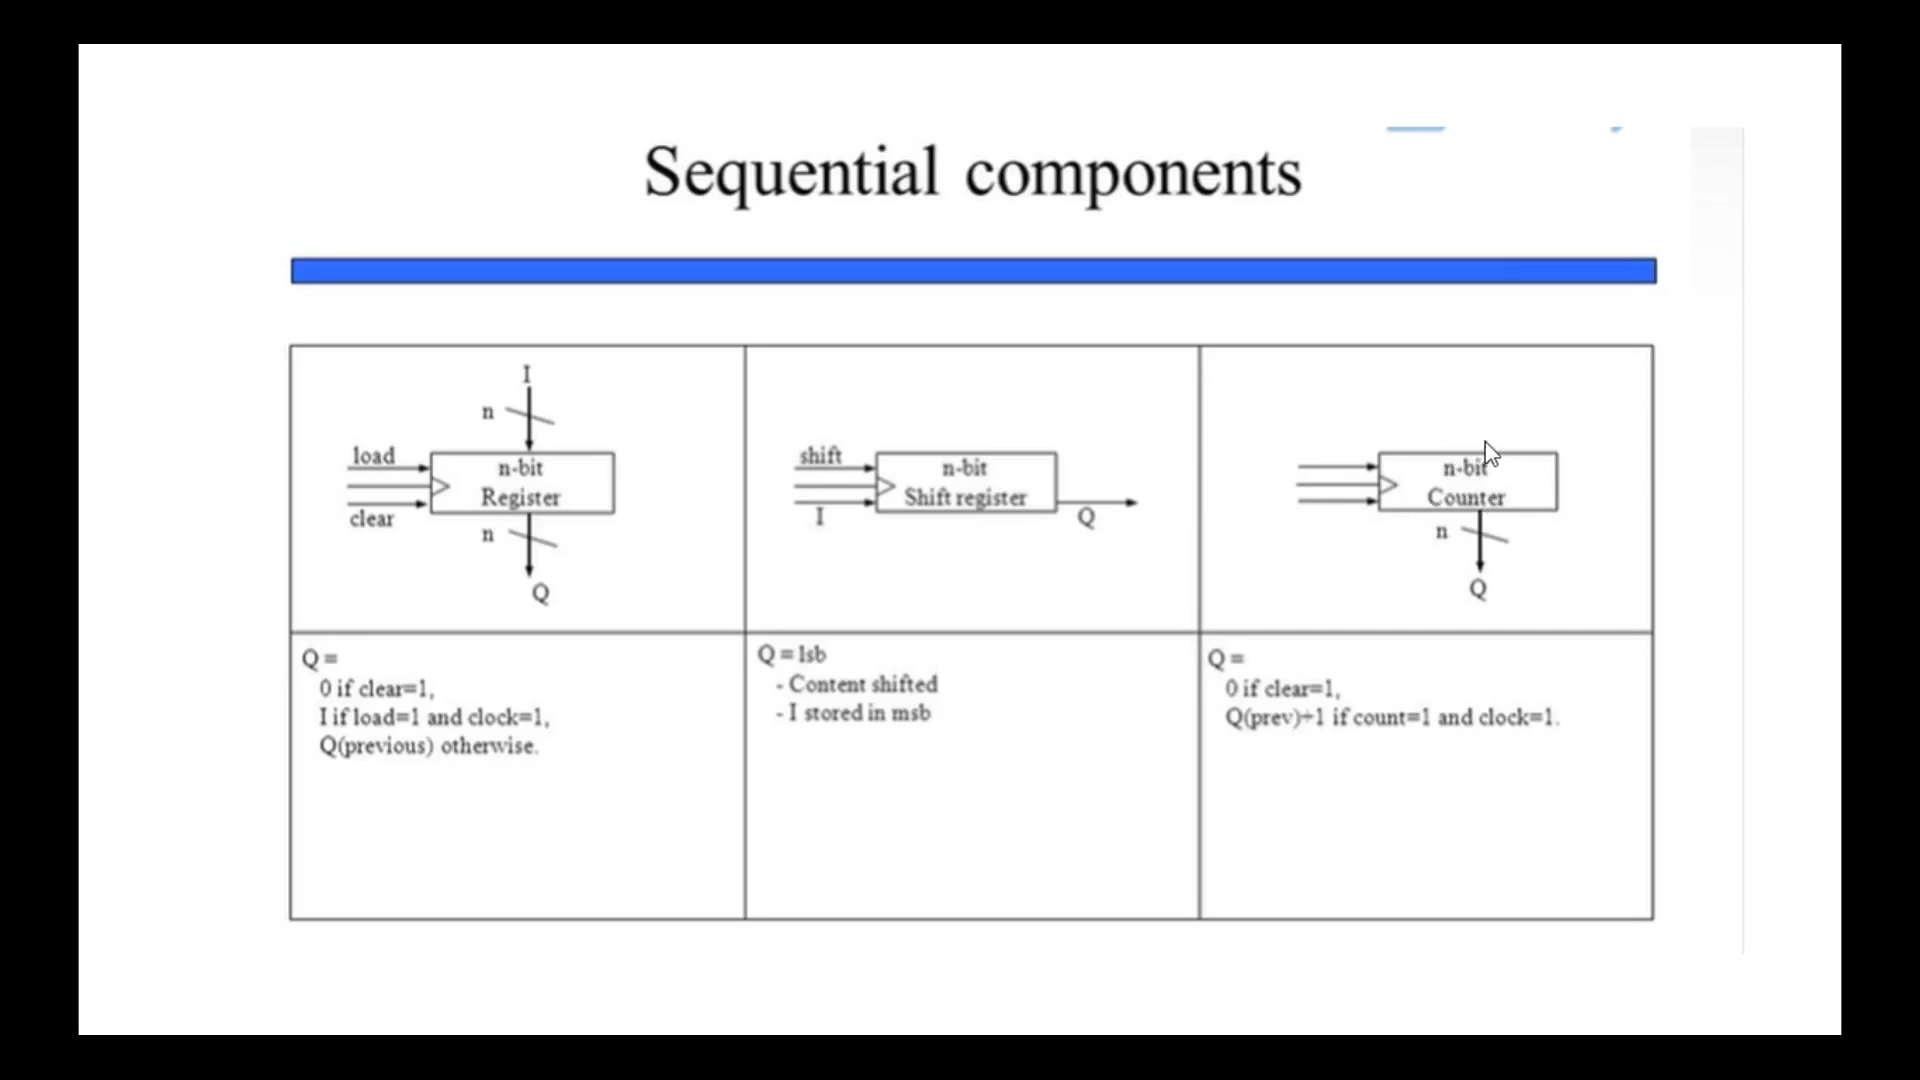 Sequential components
I
n
load
n-bit
Register
clear
n
Q
shift
n-bit
Shift register
I
Q
n-bit
Counter
n
Q
Q =
0 if clear=1,
I if load=1 and clock=1,
Q(previous) otherwise.
Q = lsb
- Content shifted
- I stored in msb
Q =
0 if clear=1,
Q(prev)+1 if count=1 and clock=1.